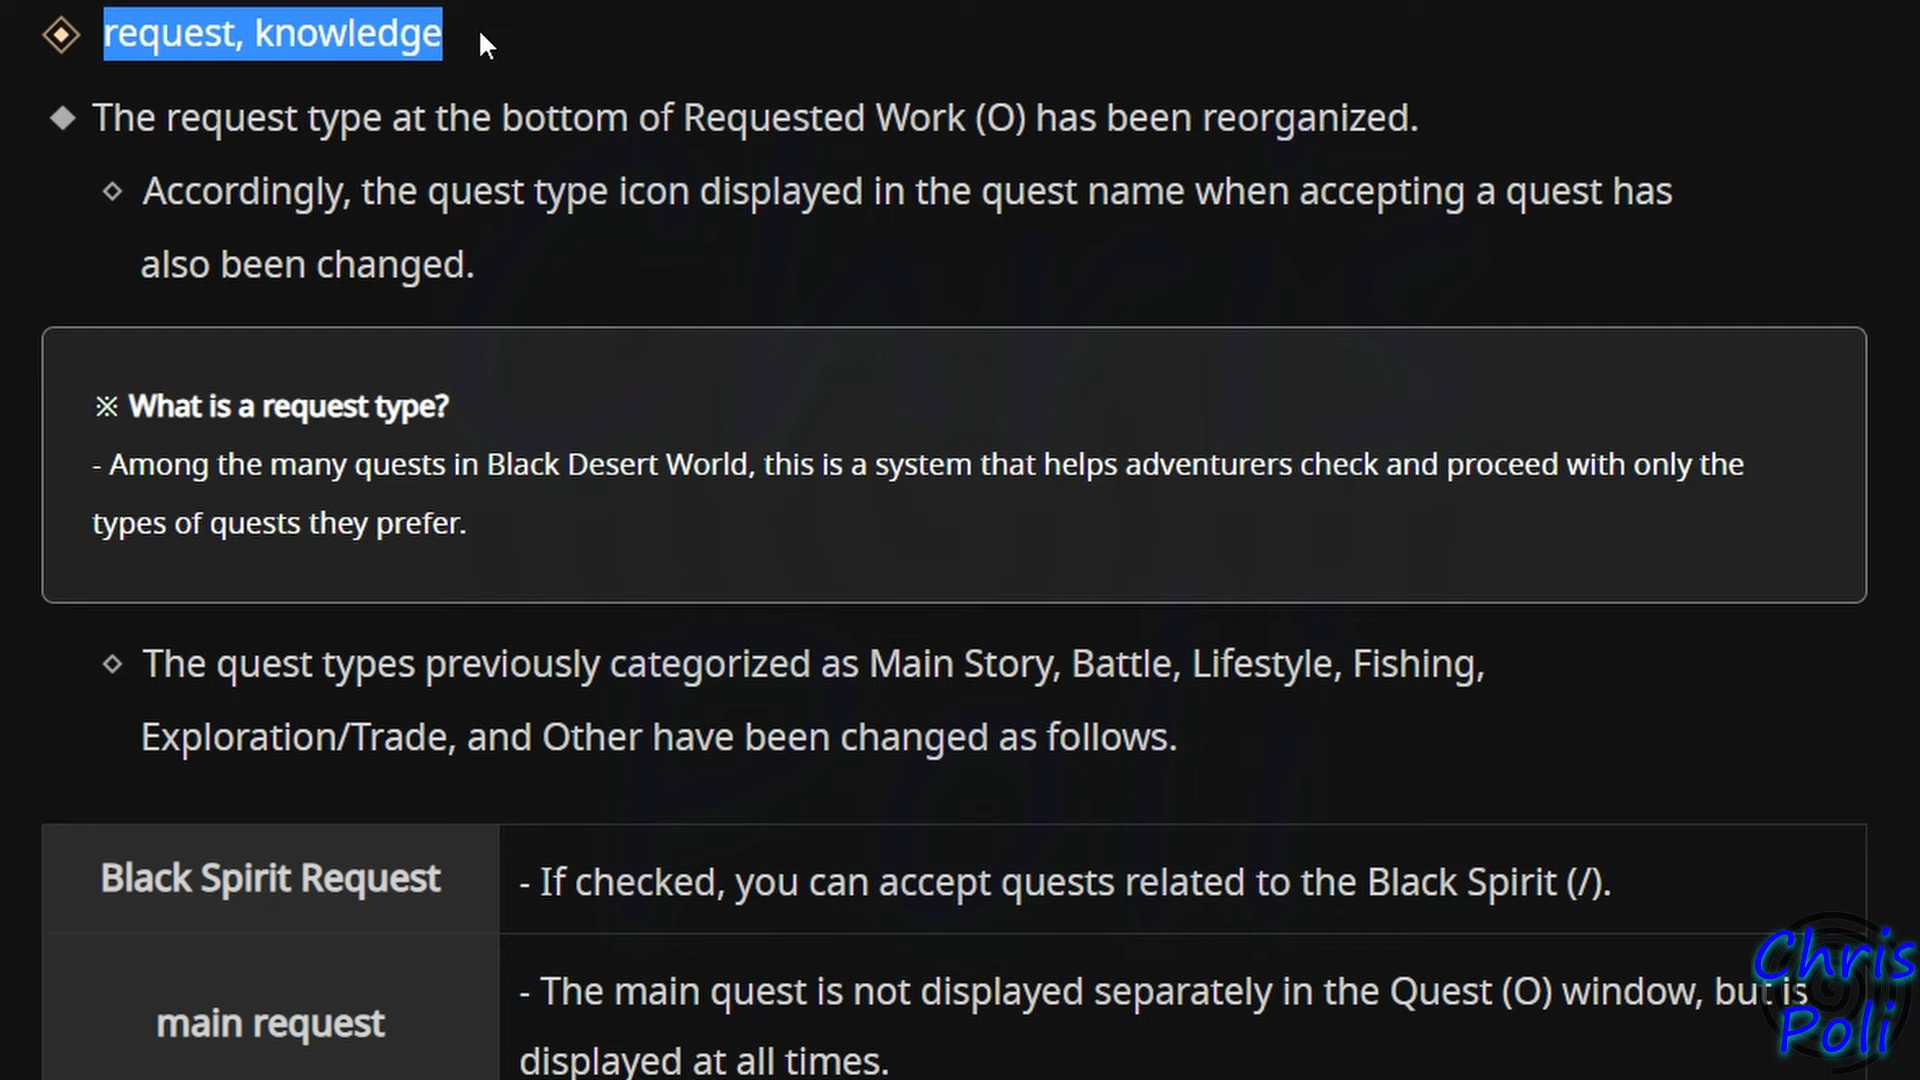 request, knowledge
The request type at the bottom of Requested Work (O) has been reorganized.
Accordingly, the quest type icon displayed in the quest name when accepting a quest has
also been changed.
※ What is a request type?
- Among the many quests in Black Desert World, this is a system that helps adventurers check and proceed with only the
types of quests they prefer.
The quest types previously categorized as Main Story, Battle, Lifestyle, Fishing,
Exploration/Trade, and Other have been changed as follows.
Black Spirit Request
- If checked, you can accept quests related to the Black Spirit (/).
main request
- The main quest is not displayed separately in the Quest (O) window, but is
displayed at all times.
Chris
Poli
Chris
Poli